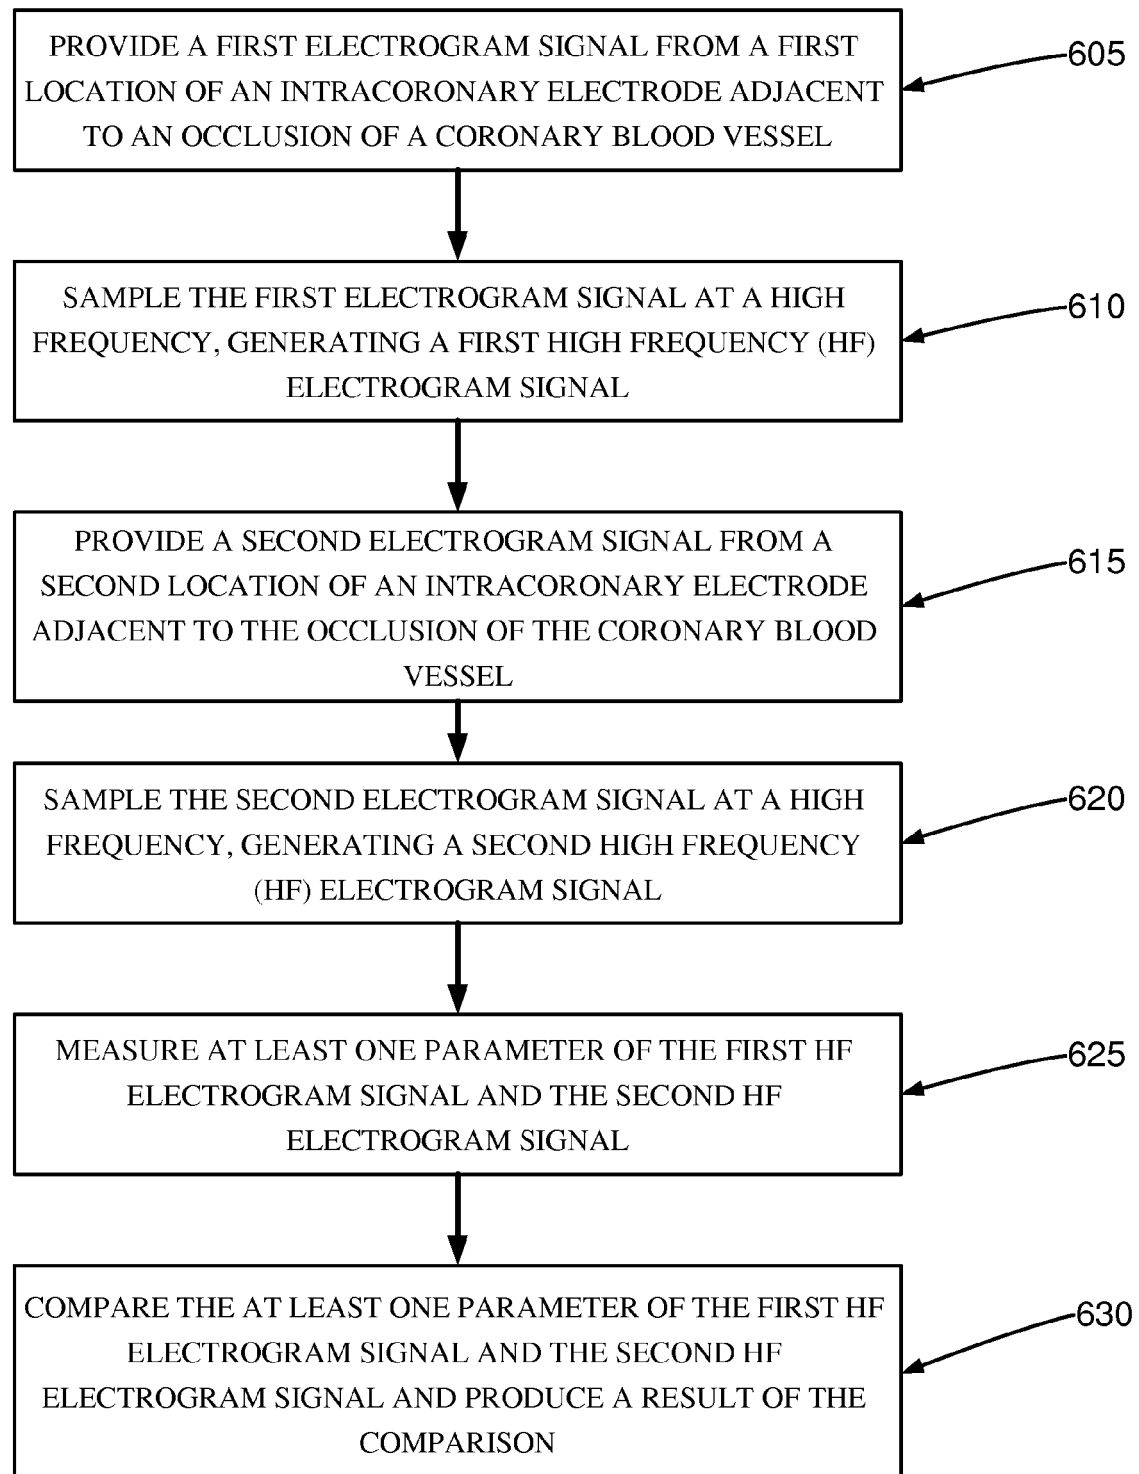 PROVIDE A FIRST ELECTROGRAM SIGNAL FROM A FIRST
LOCATION OF AN INTRACORONARY ELECTRODE ADJACENT
TO AN OCCLUSION OF A CORONARY BLOOD VESSEL
605
SAMPLE THE FIRST ELECTROGRAM SIGNAL AT A HIGH
FREQUENCY, GENERATING A FIRST HIGH FREQUENCY (HF)
ELECTROGRAM SIGNAL
610
PROVIDE A SECOND ELECTROGRAM SIGNAL FROM A
SECOND LOCATION OF AN INTRACORONARY ELECTRODE
ADJACENT TO THE OCCLUSION OF THE CORONARY BLOOD
VESSEL
615
SAMPLE THE SECOND ELECTROGRAM SIGNAL AT A HIGH
FREQUENCY, GENERATING A SECOND HIGH FREQUENCY
(HF) ELECTROGRAM SIGNAL
620
MEASURE AT LEAST ONE PARAMETER OF THE FIRST HF
ELECTROGRAM SIGNAL AND THE SECOND HF
ELECTROGRAM SIGNAL
625
COMPARE THE AT LEAST ONE PARAMETER OF THE FIRST HF
ELECTROGRAM SIGNAL AND THE SECOND HF
ELECTROGRAM SIGNAL AND PRODUCE A RESULT OF THE
COMPARISON
630